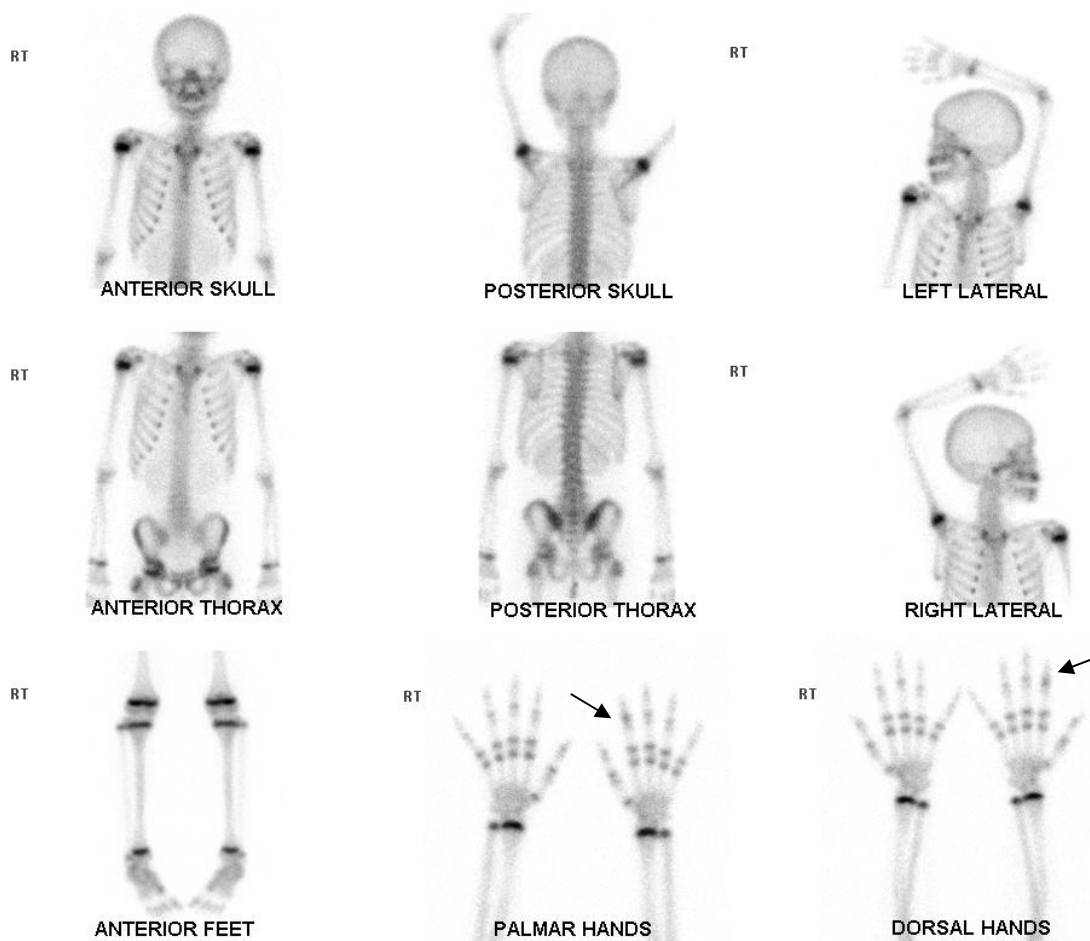 RT
RT
ANTERIOR SKULL
POSTERIOR SKULL
LEFT LATERAL
RT
RT
ANTERIOR THORAX
POSTERIOR THORAX
RIGHT LATERAL
RT
RT
RT
ANTERIOR FEET
PALMAR HANDS
DORSAL HANDS